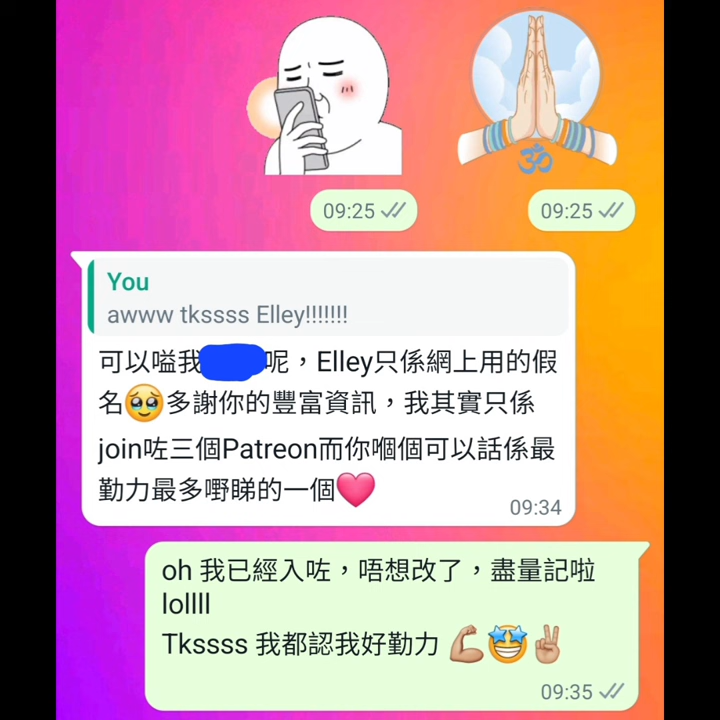 09:25
09:25
You
awww tkssss Elley!!!!!!!
可以嗌我 呢，Elley只係網上用的假
名🥹多謝你的豐富資訊，我其實只係
join咗三個Patreon而你嗰個可以話係最
勤力最多嘢睇的一個❤️
09:34
oh 我已經入咗，唔想改了，盡量記啦
lollll
Tkssss 我都認我好勤力 💪🏼🤩✌🏼
09:35